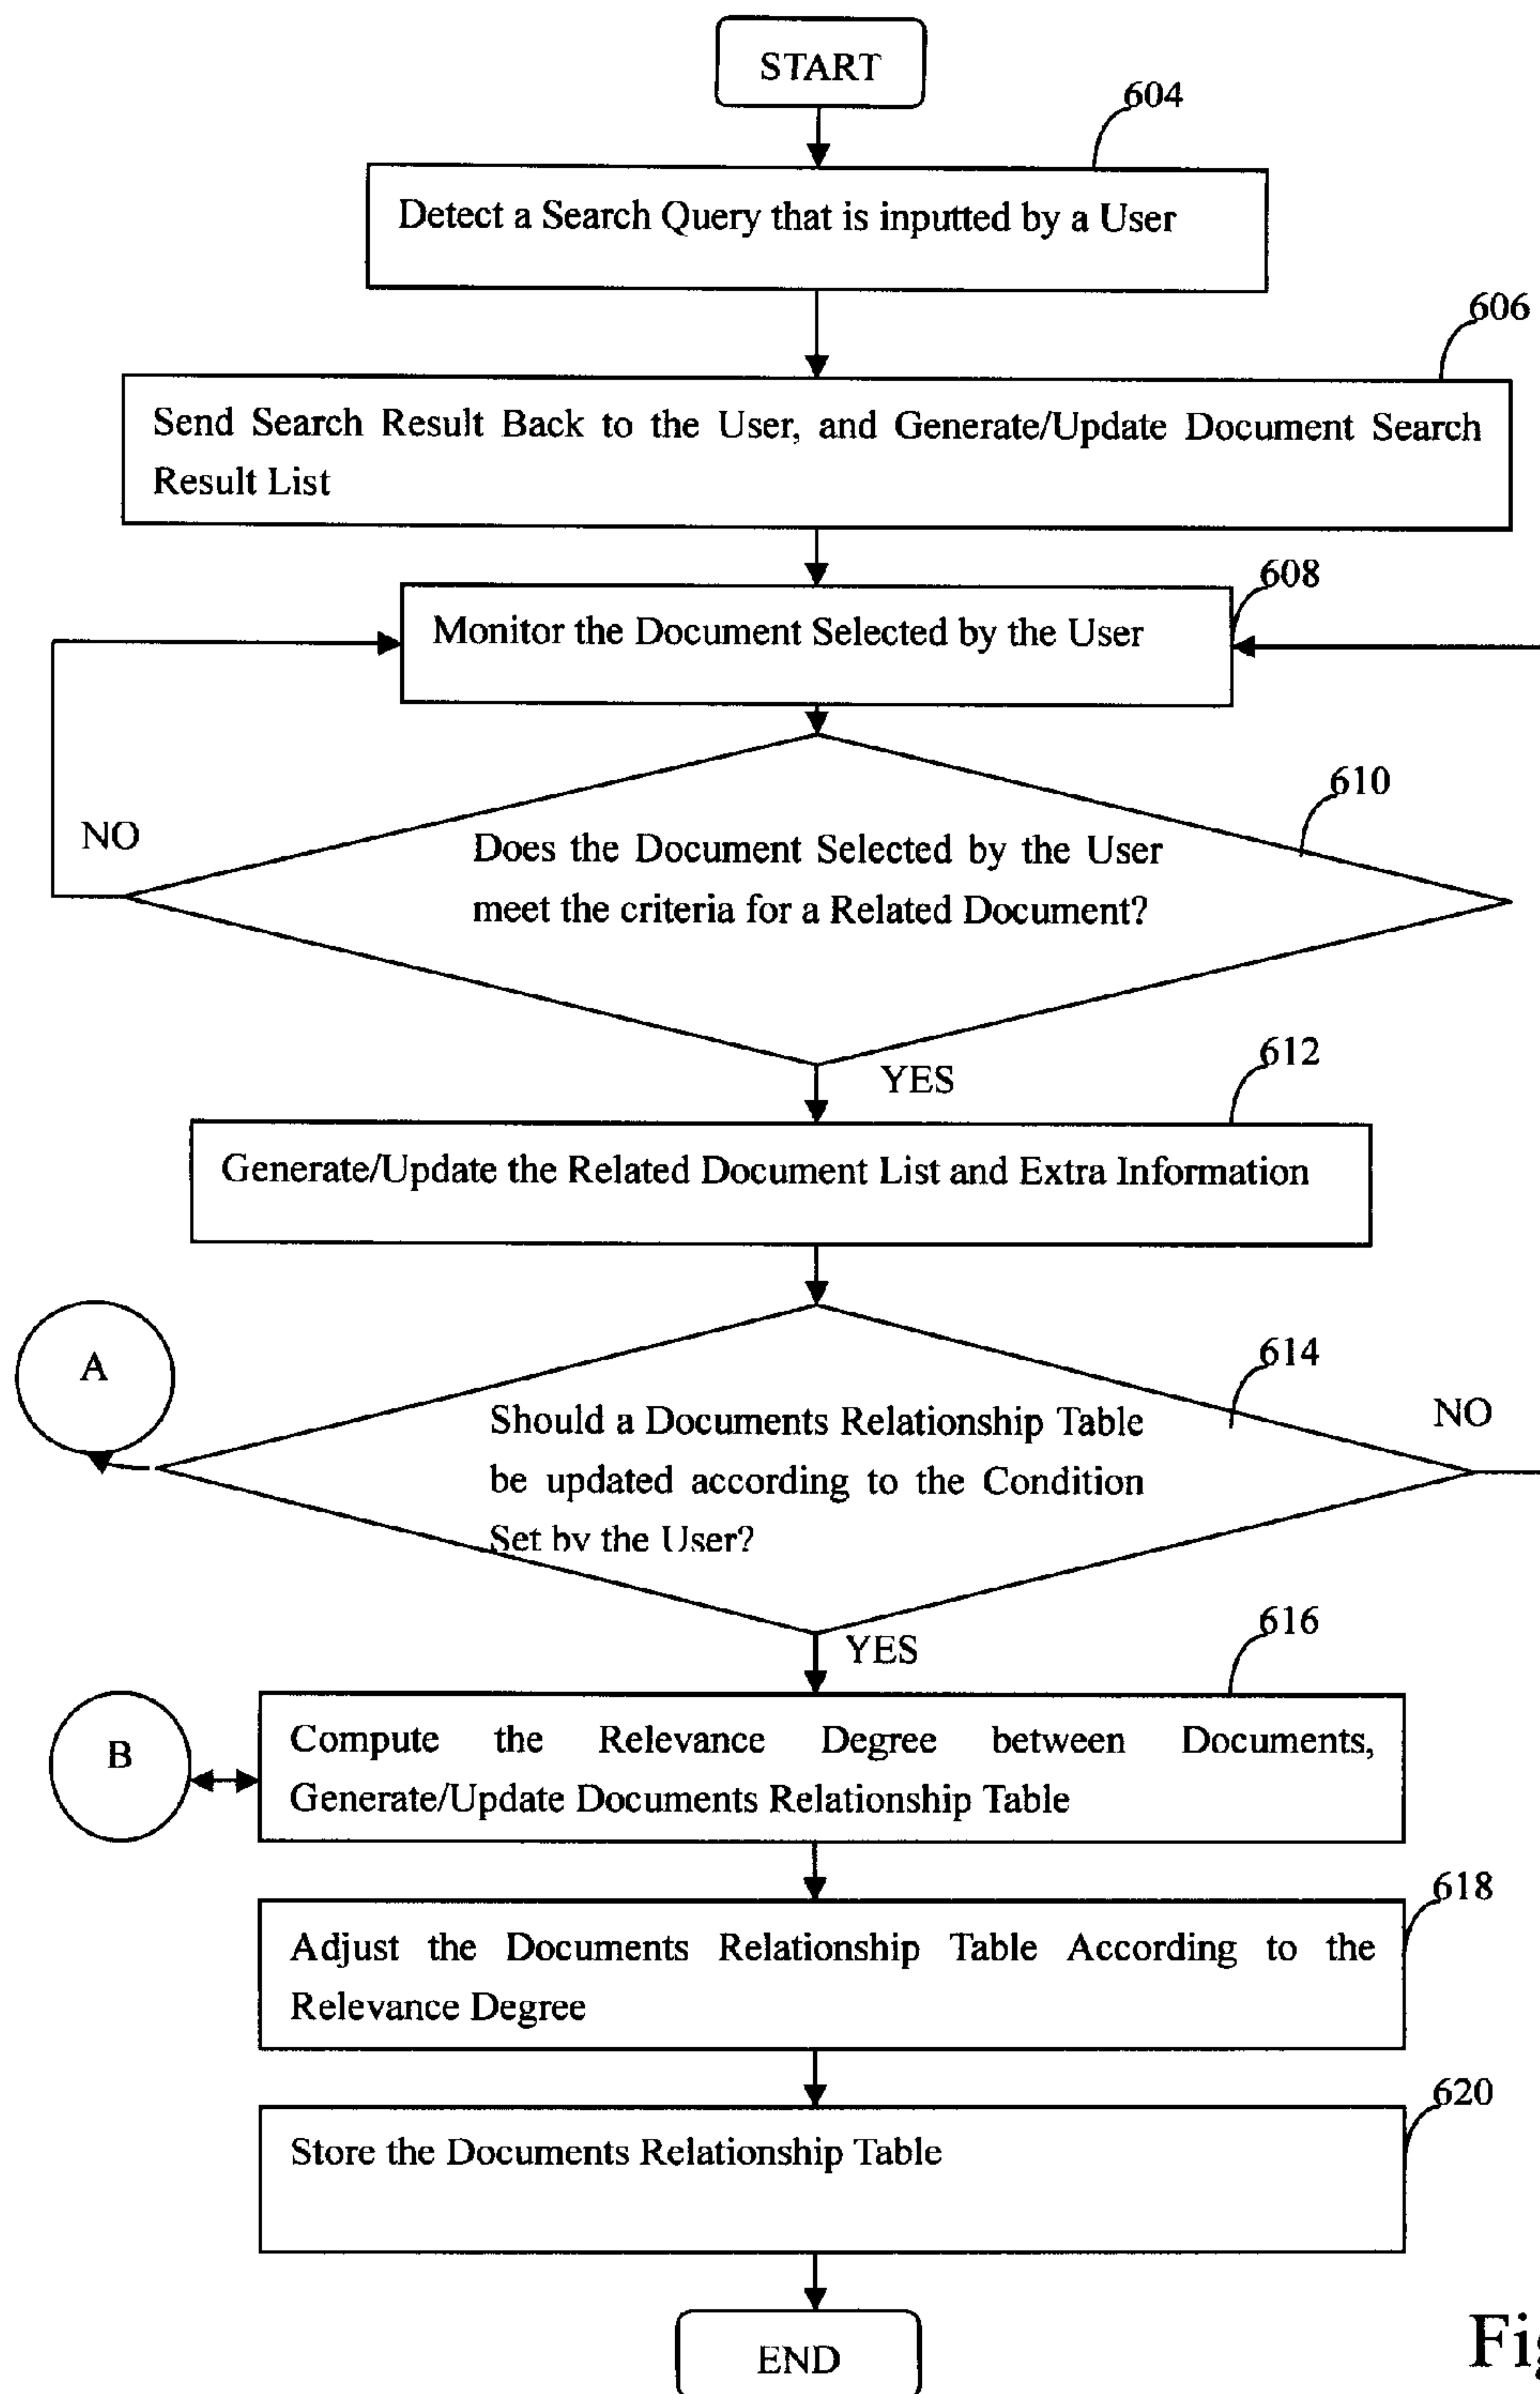 START
604
Detect a Search Query that is inputted by a User
606
Send Search Result Back to the User, and Generate/Update Document Search
Result List
608
Monitor the Document Selected by the User
610
NO
Does the Document Selected by the User
meet the criteria for a Related Document?
YES
612
Generate/Update the Related Document List and Extra Information
A
614
NO
Should a Documents Relationship Table
be updated according to the Condition
Set by the User?
YES
616
B
Compute the Relevance Degree between Documents,
Generate/Update Documents Relationship Table
618
Adjust the Documents Relationship Table According to the
Relevance Degree
620
Store the Documents Relationship Table
END
Fig